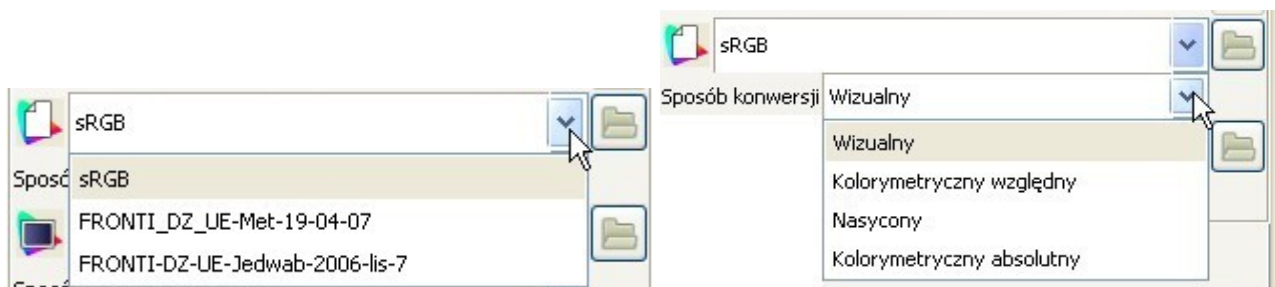 sRGB
Sposó
sRGB
FRONTI_DZ_UE-Met-19-04-07
FRONTI-DZ-UE-Jedwab-2006-lis-7
sRGB
Sposób konwersji Wizualny
Wizualny
Kolorymetryczny względny
Nasycony
Kolorymetryczny absolutny